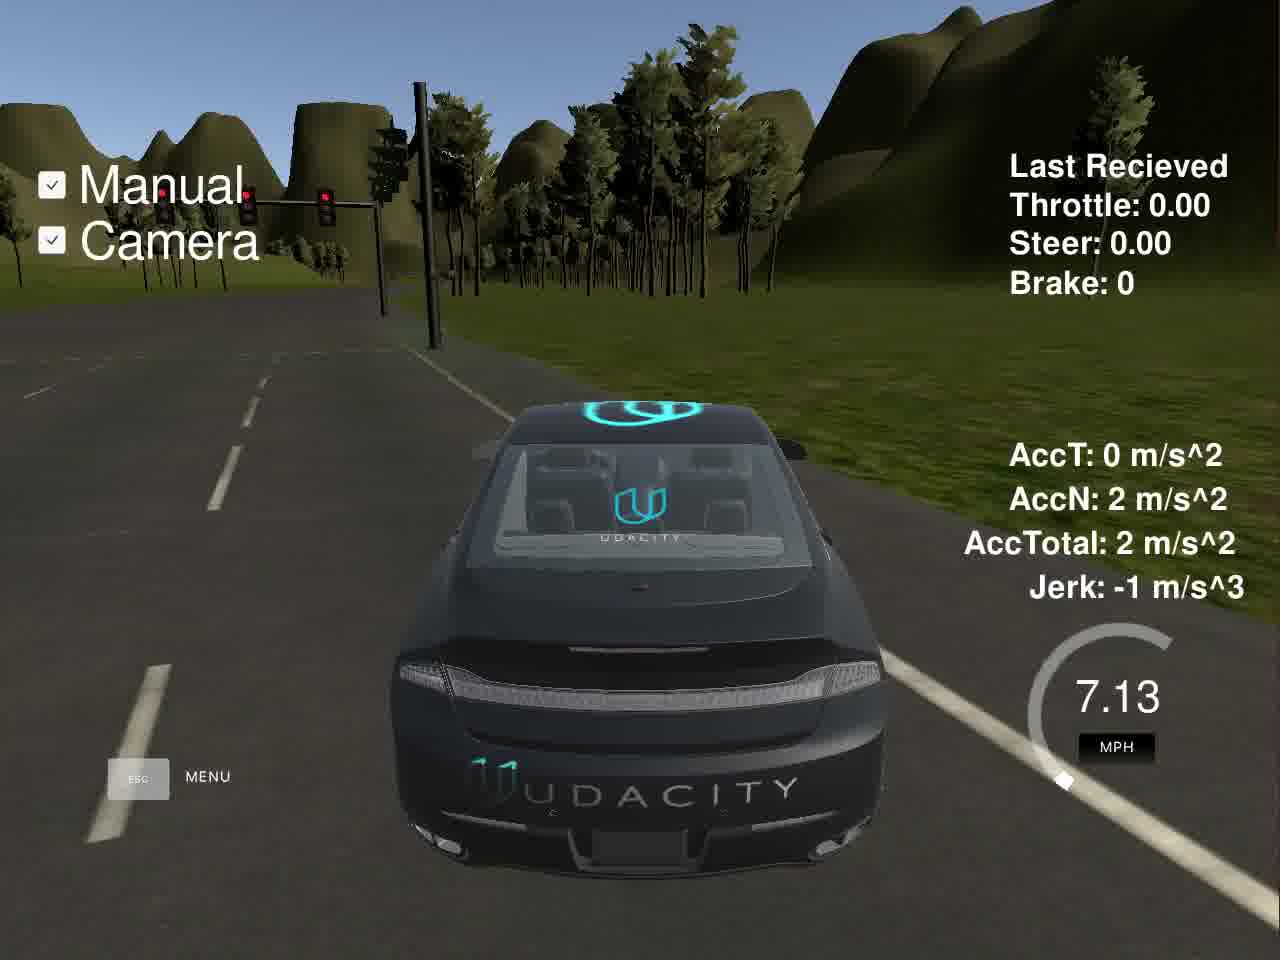 Manual
Camera
Last Recieved
Throttle: 0.00
Steer: 0.00
Brake: 0
AccT: 0 m/s^2
AccN: 2 m/s^2
AccTotal: 2 m/s^2
Jerk: -1 m/s^3
UDACITY
7.13
MPH
ESC
MENU
UDACITY